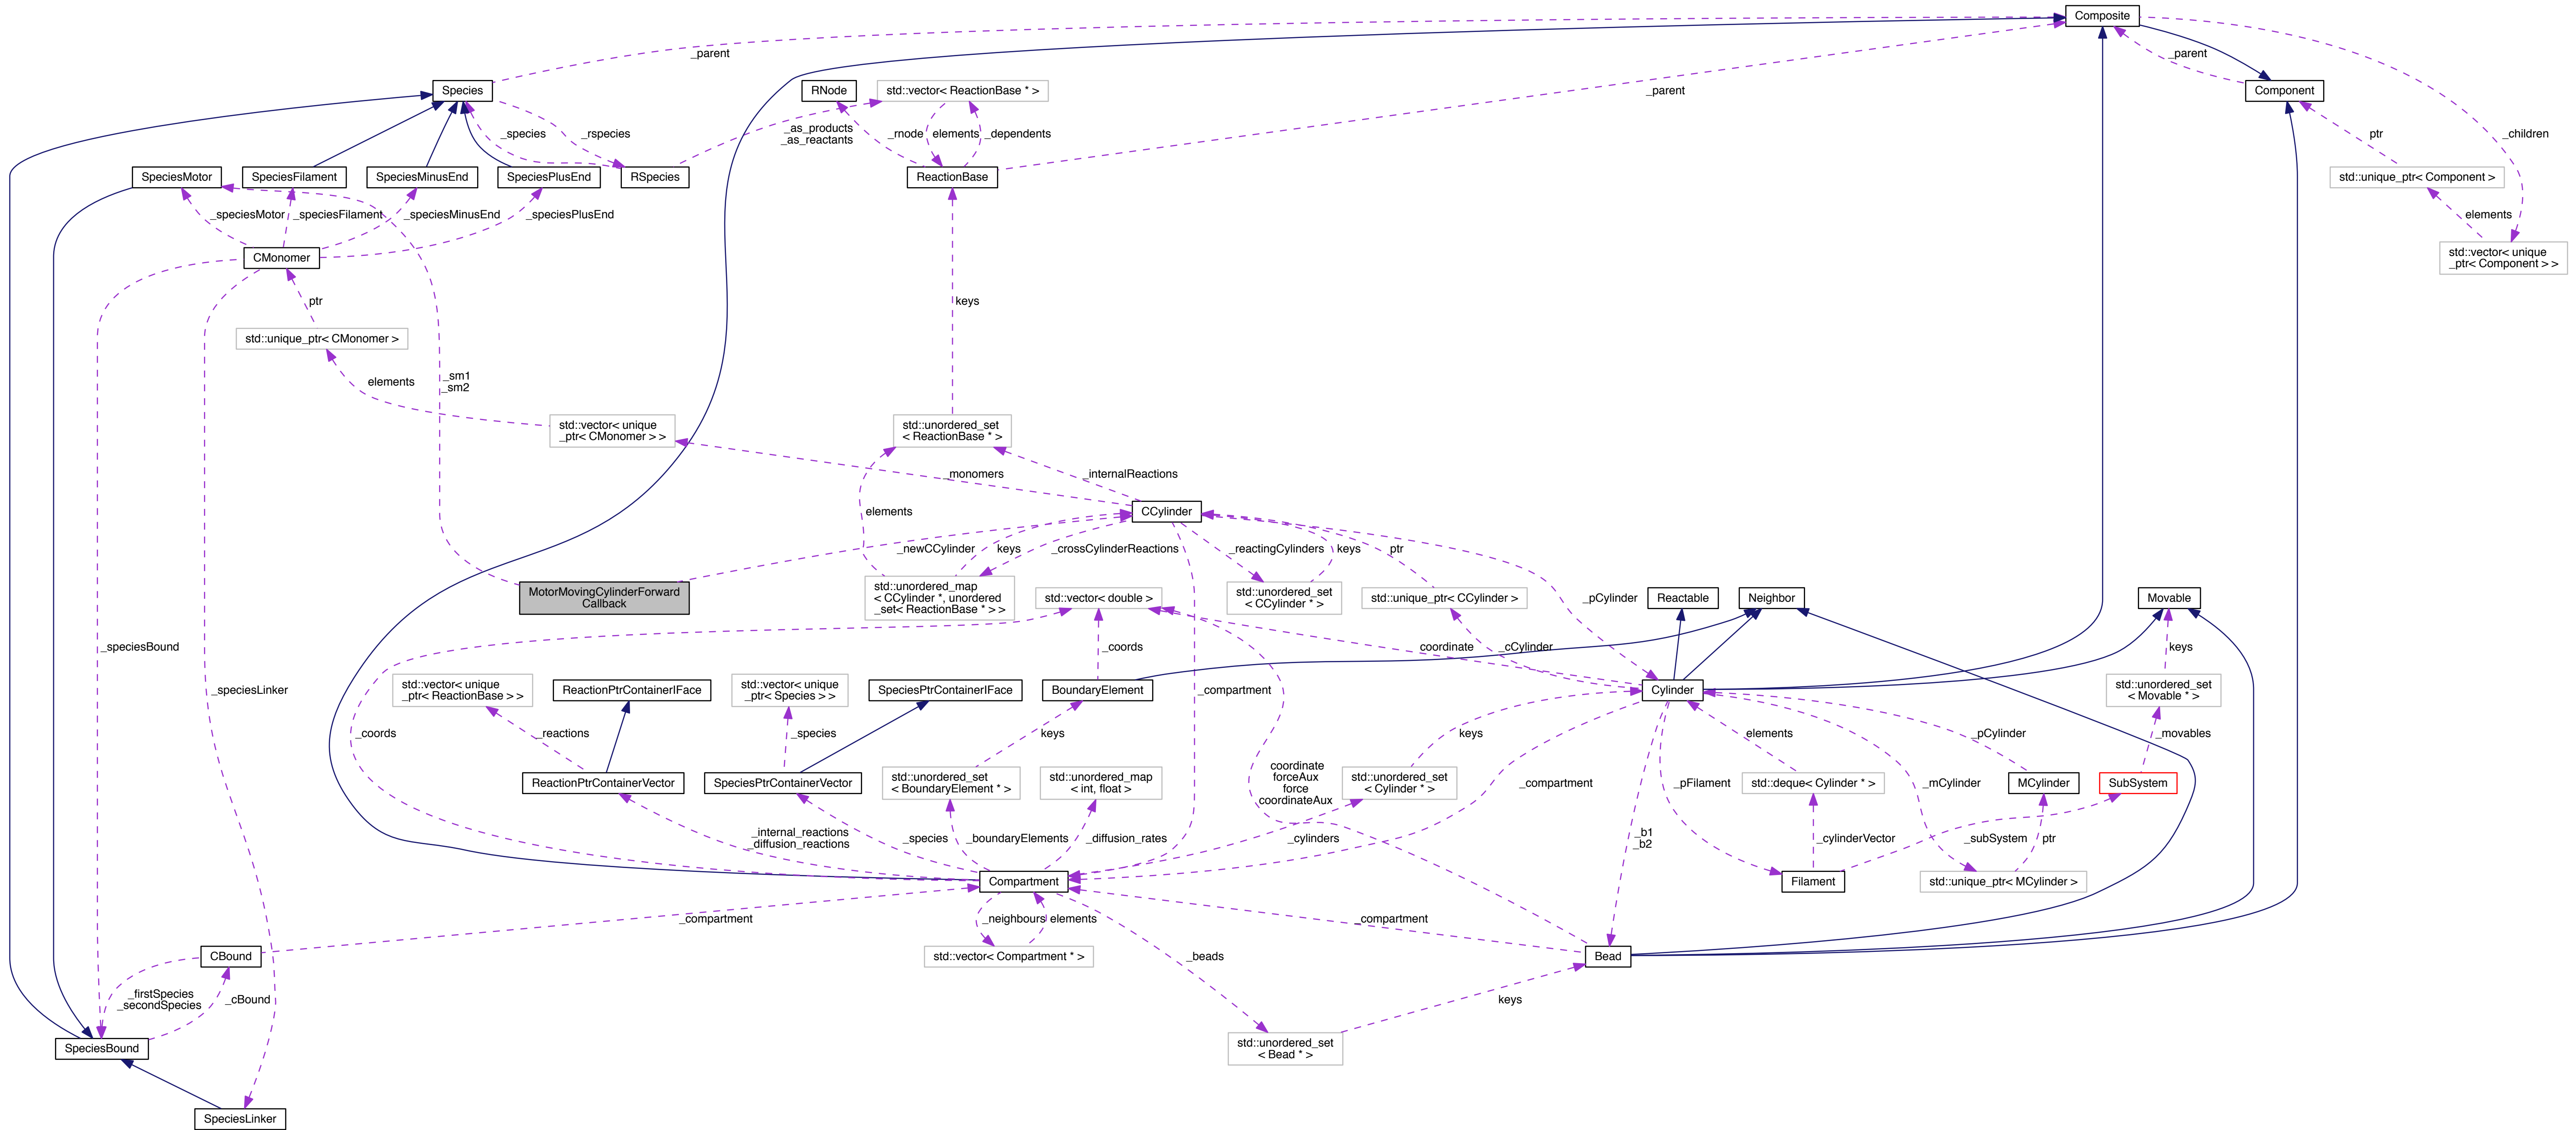 Composite
_parent
_parent
Species
RNode
std::vector< ReactionBase * >
_parent
Component
_species
_rspecies
_as_products
_as_reactants
_rnode
elements
_dependents
ptr
_children
SpeciesMotor
SpeciesFilament
SpeciesMinusEnd
SpeciesPlusEnd
RSpecies
ReactionBase
std::unique_ptr< Component >
_speciesMotor
_speciesFilament
_speciesMinusEnd
_speciesPlusEnd
elements
CMonomer
std::vector< unique
_ptr< Component > >
ptr
keys
std::unique_ptr< CMonomer >
elements
_sm1
_sm2
std::vector< unique
_ptr< CMonomer > >
std::unordered_set
< ReactionBase * >
_monomers
_internalReactions
elements
CCylinder
_newCCylinder
keys
_crossCylinderReactions
_reactingCylinders
keys
ptr
MotorMovingCylinderForward
Callback
std::unordered_map
< CCylinder *, unordered
_set< ReactionBase * > >
std::vector< double >
std::unordered_set
< CCylinder * >
std::unique_ptr< CCylinder >
_pCylinder
Reactable
Neighbor
Movable
_speciesBound
_coords
coordinate
_cCylinder
keys
_speciesLinker
std::vector< unique
_ptr< ReactionBase > >
ReactionPtrContainerIFace
std::vector< unique
_ptr< Species > >
SpeciesPtrContainerIFace
BoundaryElement
_compartment
Cylinder
std::unordered_set
< Movable * >
_coords
_reactions
_species
keys
keys
elements
_pCylinder
_movables
ReactionPtrContainerVector
SpeciesPtrContainerVector
std::unordered_set
< BoundaryElement * >
std::unordered_map
< int, float >
coordinate
forceAux
force
coordinateAux
std::unordered_set
< Cylinder * >
_compartment
_pFilament
std::deque< Cylinder * >
_mCylinder
MCylinder
SubSystem
_internal_reactions
_diffusion_reactions
_species
_boundaryElements
_diffusion_rates
_cylinders
_b1
_b2
_cylinderVector
_subSystem
ptr
Compartment
Filament
std::unique_ptr< MCylinder >
_compartment
_neighbours
elements
_compartment
CBound
std::vector< Compartment * >
_beads
Bead
_firstSpecies
_secondSpecies
_cBound
keys
SpeciesBound
std::unordered_set
< Bead * >
SpeciesLinker